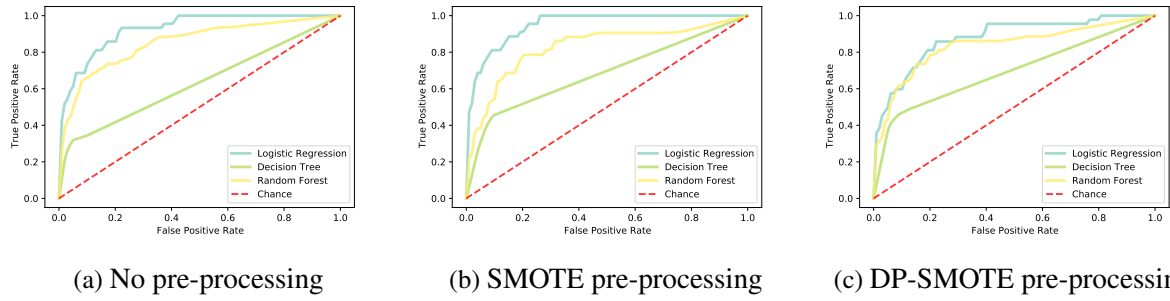 1.0
0.8
0.6
0.4
0.2
0.0
True Positive Rate
0.0 0.2 0.4 0.6 0.8 1.0
False Positive Rate
Logistic Regression
Decision Tree
Random Forest
Chance
(a) No pre-processing
1.0
0.8
0.6
0.4
0.2
0.0
True Positive Rate
0.0 0.2 0.4 0.6 0.8 1.0
False Positive Rate
Logistic Regression
Decision Tree
Random Forest
Chance
(b) SMOTE pre-processing
1.0
0.8
0.6
0.4
0.2
0.0
True Positive Rate
0.0 0.2 0.4 0.6 0.8 1.0
False Positive Rate
Logistic Regression
Decision Tree
Random Forest
Chance
(c) DP-SMOTE pre-processin